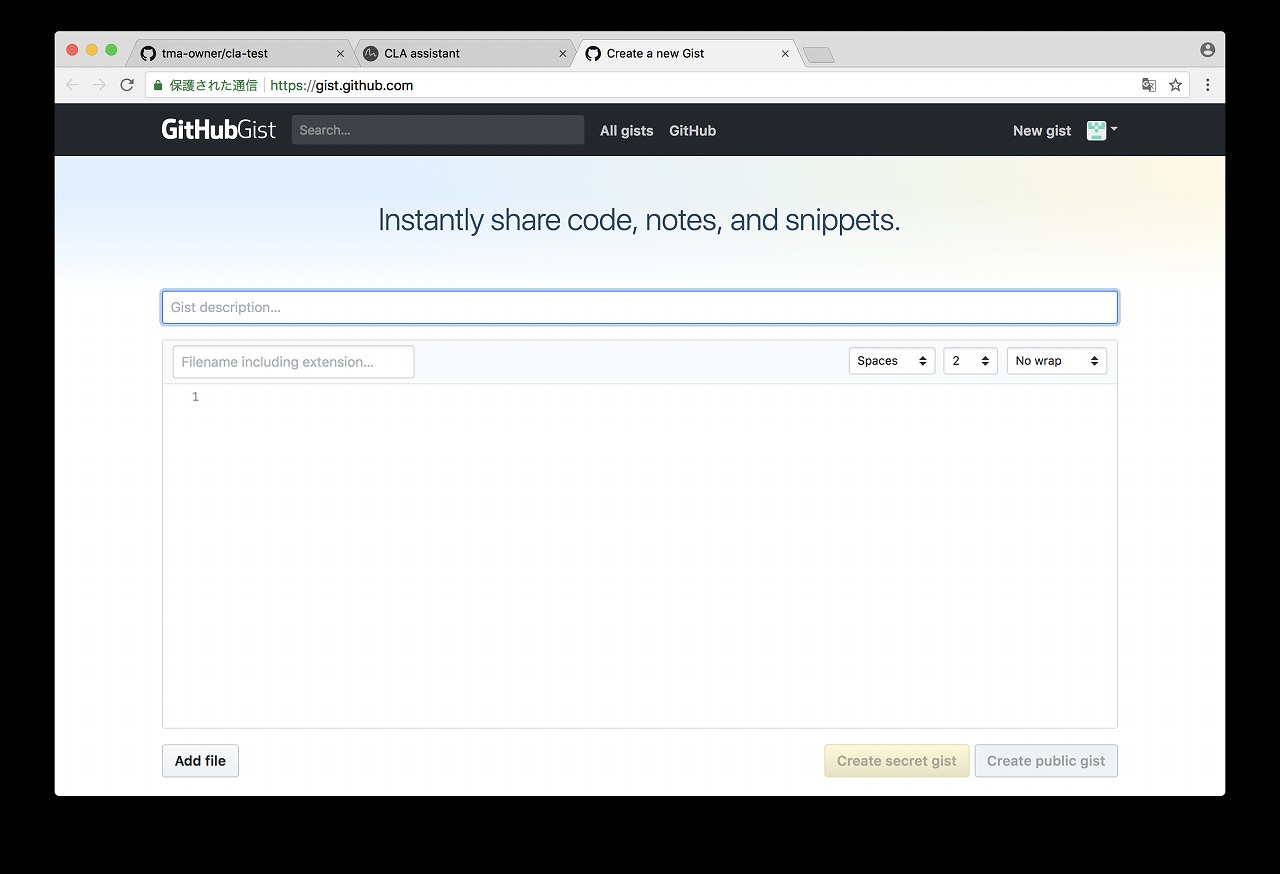 tma-owner/cla-test CLA assistant Create a new Gist
保護された通信 https://gist.github.com
GitHubGist Search... All gists GitHub New gist
Instantly share code, notes, and snippets.
Gist description...
Filename including extension... Spaces 2 No wrap
1
Add file Create secret gist Create public gist